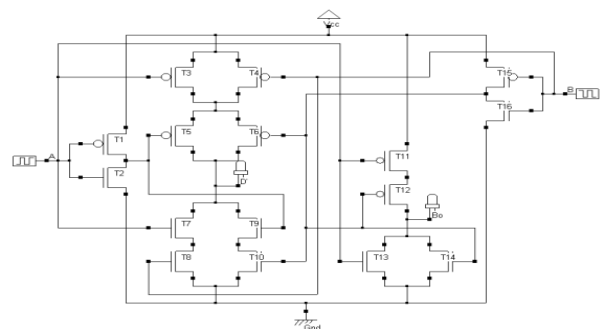 Vcc
T3 T4 T15
B
T16
T1 T5 T6
A
T11
T2 D T12
Bo
T7 T9
T8 T10 T13 T14
Gnd